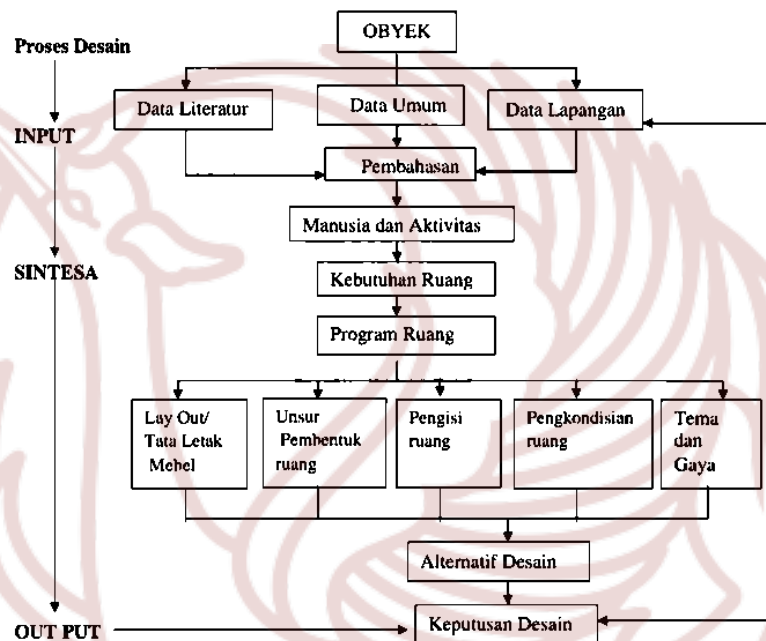 OBYEK
Proses Desain
Data Literatur
Data Umum
Data Lapangan
INPUT
Pembahasan
Manusia dan Aktivitas
SINTESA
Kebutuhan Ruang
Program Ruang
Lay Out/
Tata Letak
Mebel
Unsur
Pembentuk
ruang
Pengisi
ruang
Pengkondisian
ruang
Tema
dan
Gaya
Alternatif Desain
OUT PUT
Keputusan Desain